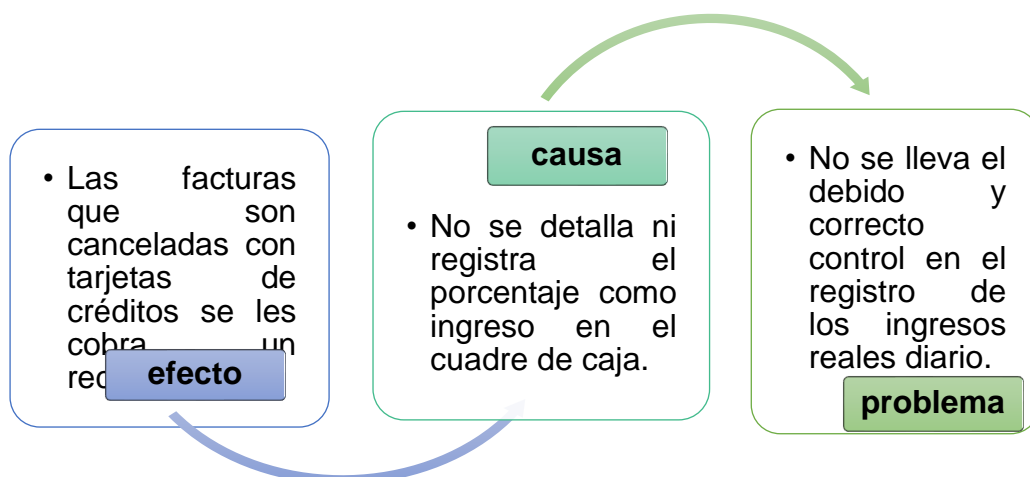 • Las facturas
que son
canceladas con
tarjetas de
créditos se les
cobra un
efecto
causa
• No se detalla ni
registra el
porcentaje como
ingreso en el
cuadre de caja.
• No se lleva el
debido y
correcto
control en el
registro de
los ingresos
reales diario.
problema